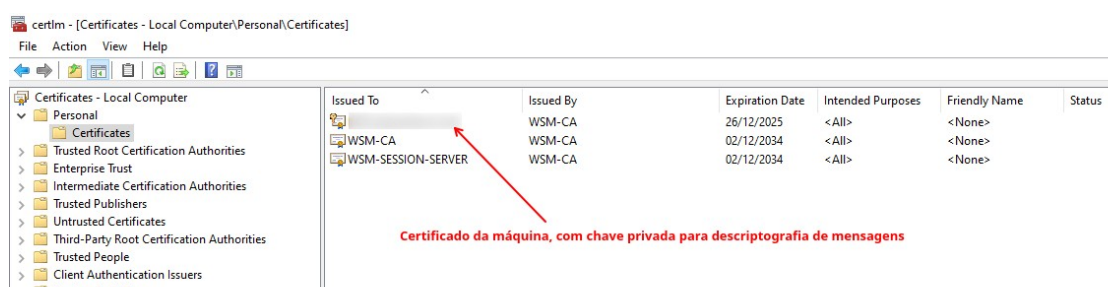 certlm - [Certificates - Local Computer\Personal\Certificates]
File Action View Help
Certificates - Local Computer
Personal
Certificates
Trusted Root Certification Authorities
Enterprise Trust
Intermediate Certification Authorities
Trusted Publishers
Untrusted Certificates
Third-Party Root Certification Authorities
Trusted People
Client Authentication Issuers
Issued To Issued By Expiration Date Intended Purposes Friendly Name Status
WSM-CA 26/12/2025 <All> <None>
WSM-CA WSM-CA 02/12/2034 <All> <None>
WSM-SESSION-SERVER WSM-CA 02/12/2034 <All> <None>
Certificado da máquina, com chave privada para descriptografia de mensagens